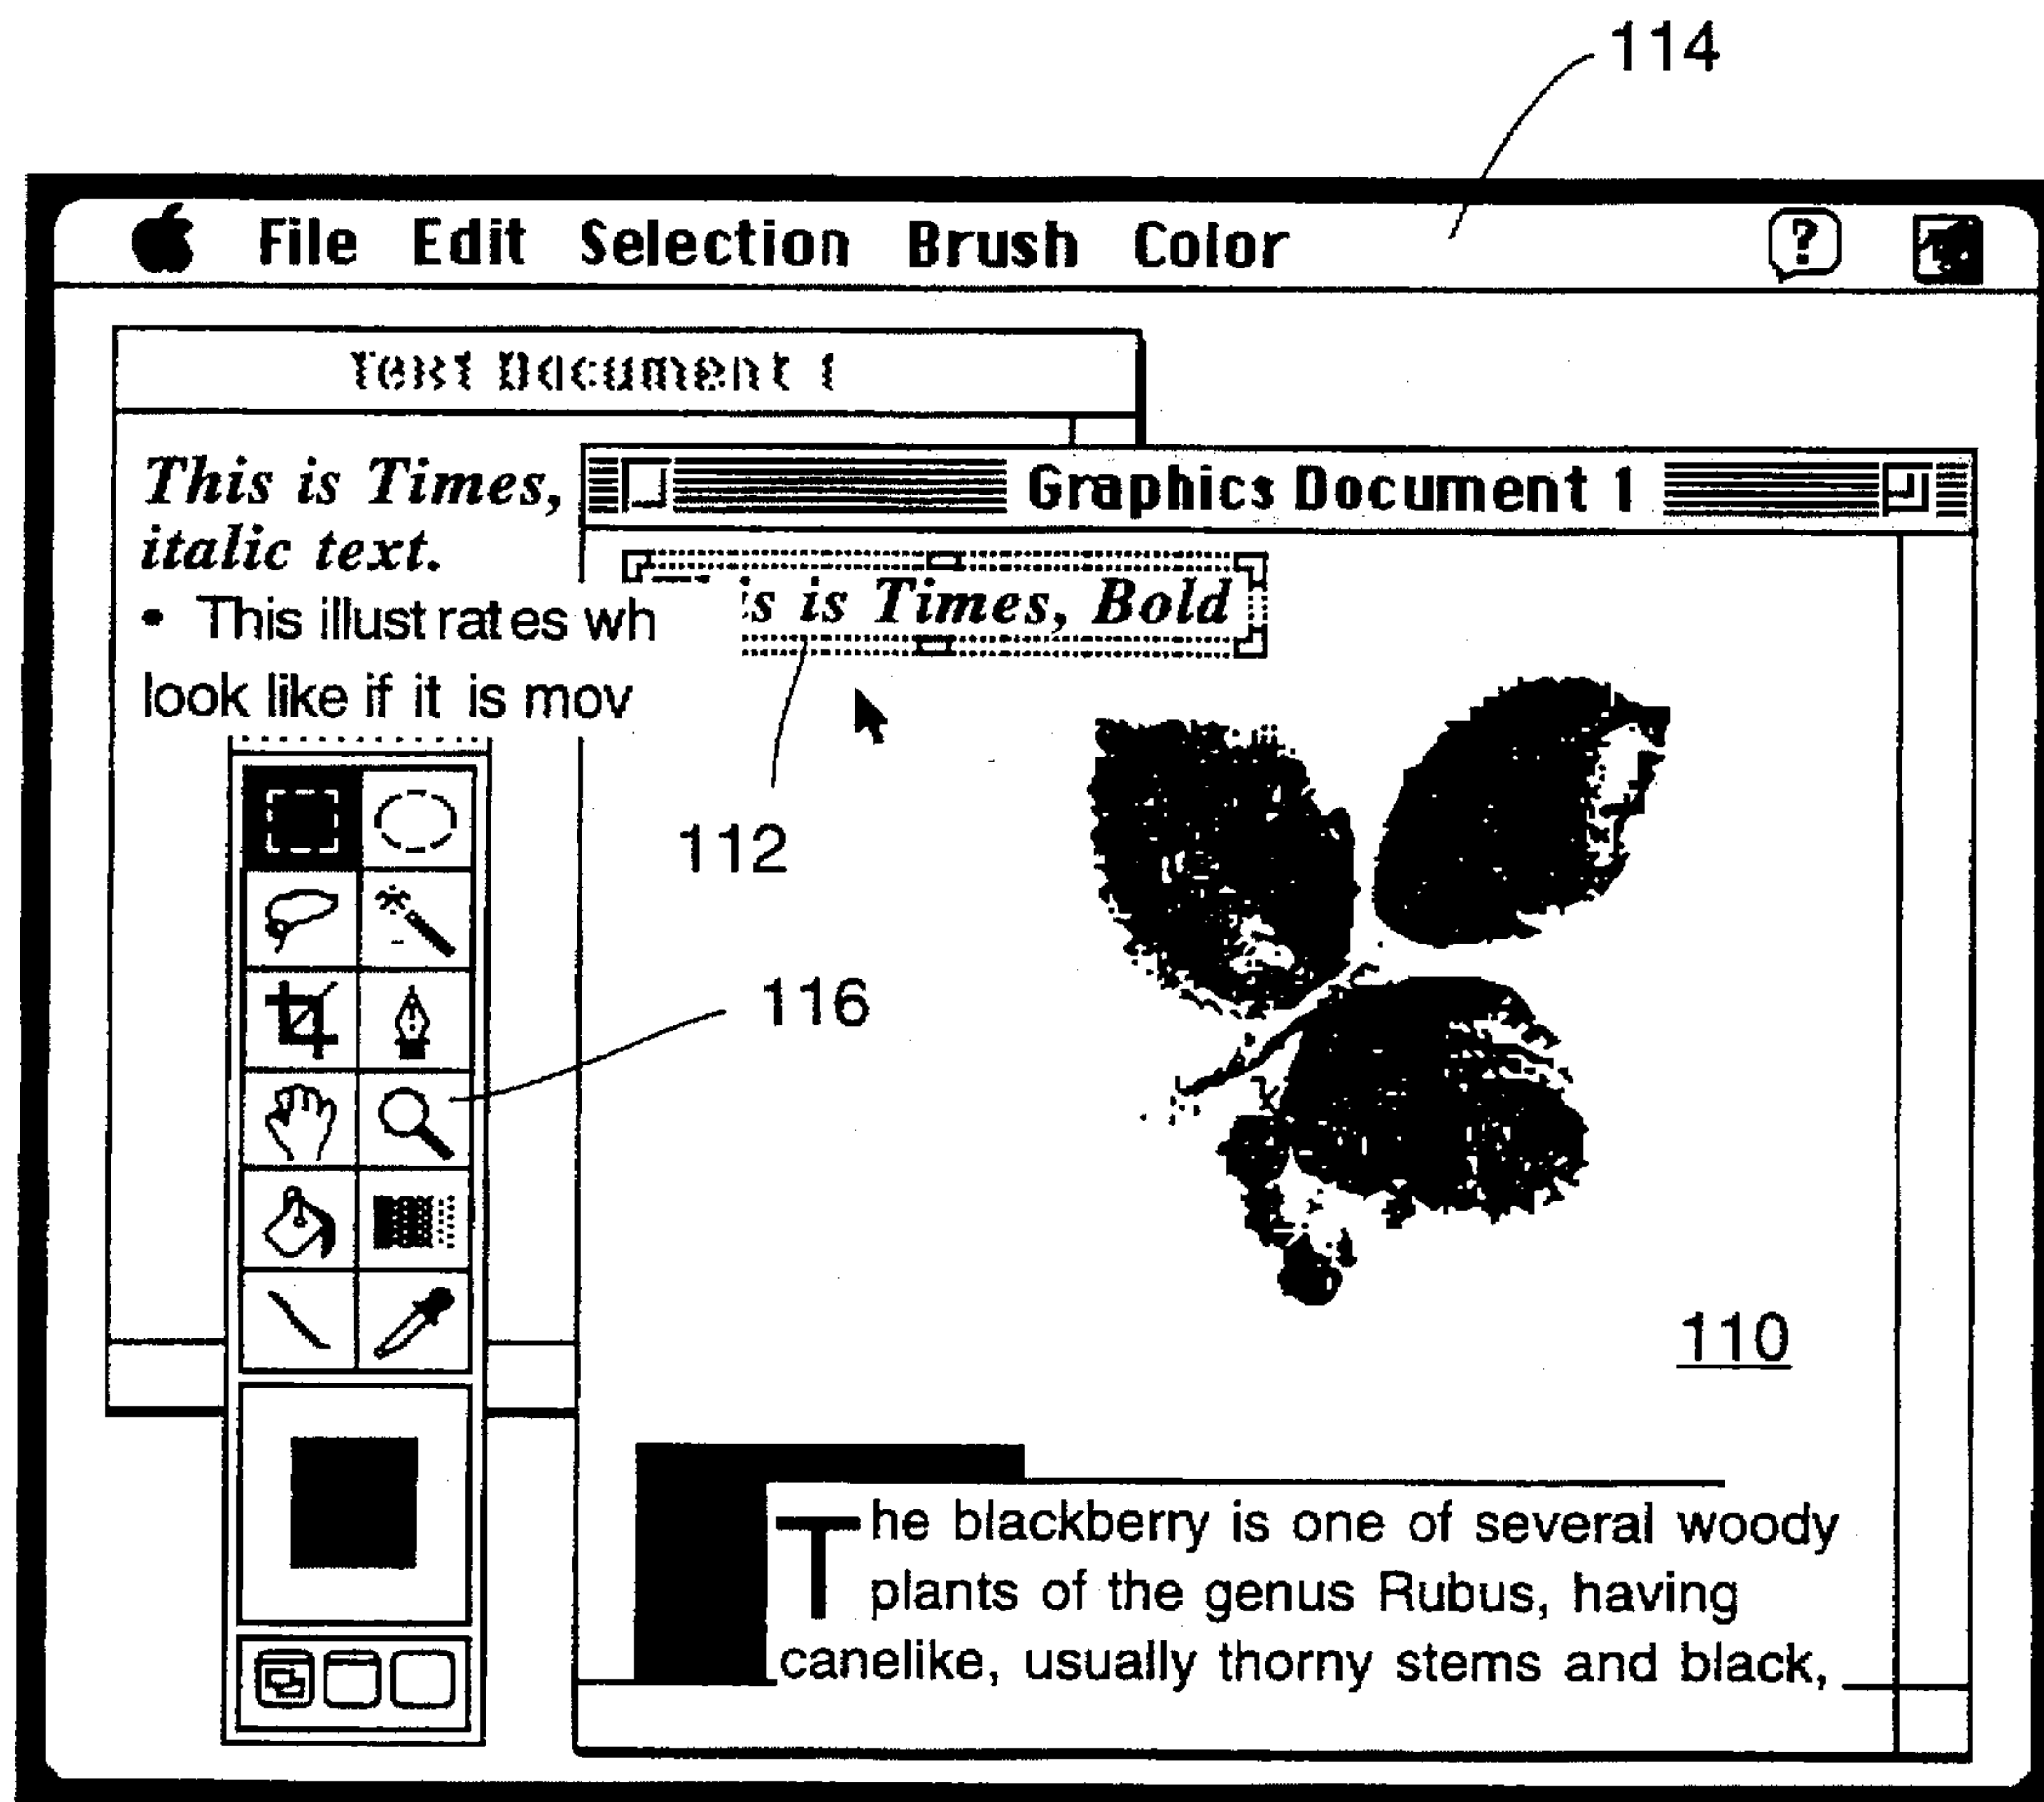 114
File Edit Selection Brush Color
?
Text Document 1
This is Times,
italic text.
• This illustrates wh
look like if it is mov
Graphics Document 1
s is Times, Bold
112
116
110
The blackberry is one of several woody
plants of the genus Rubus, having
canelike, usually thorny stems and black,